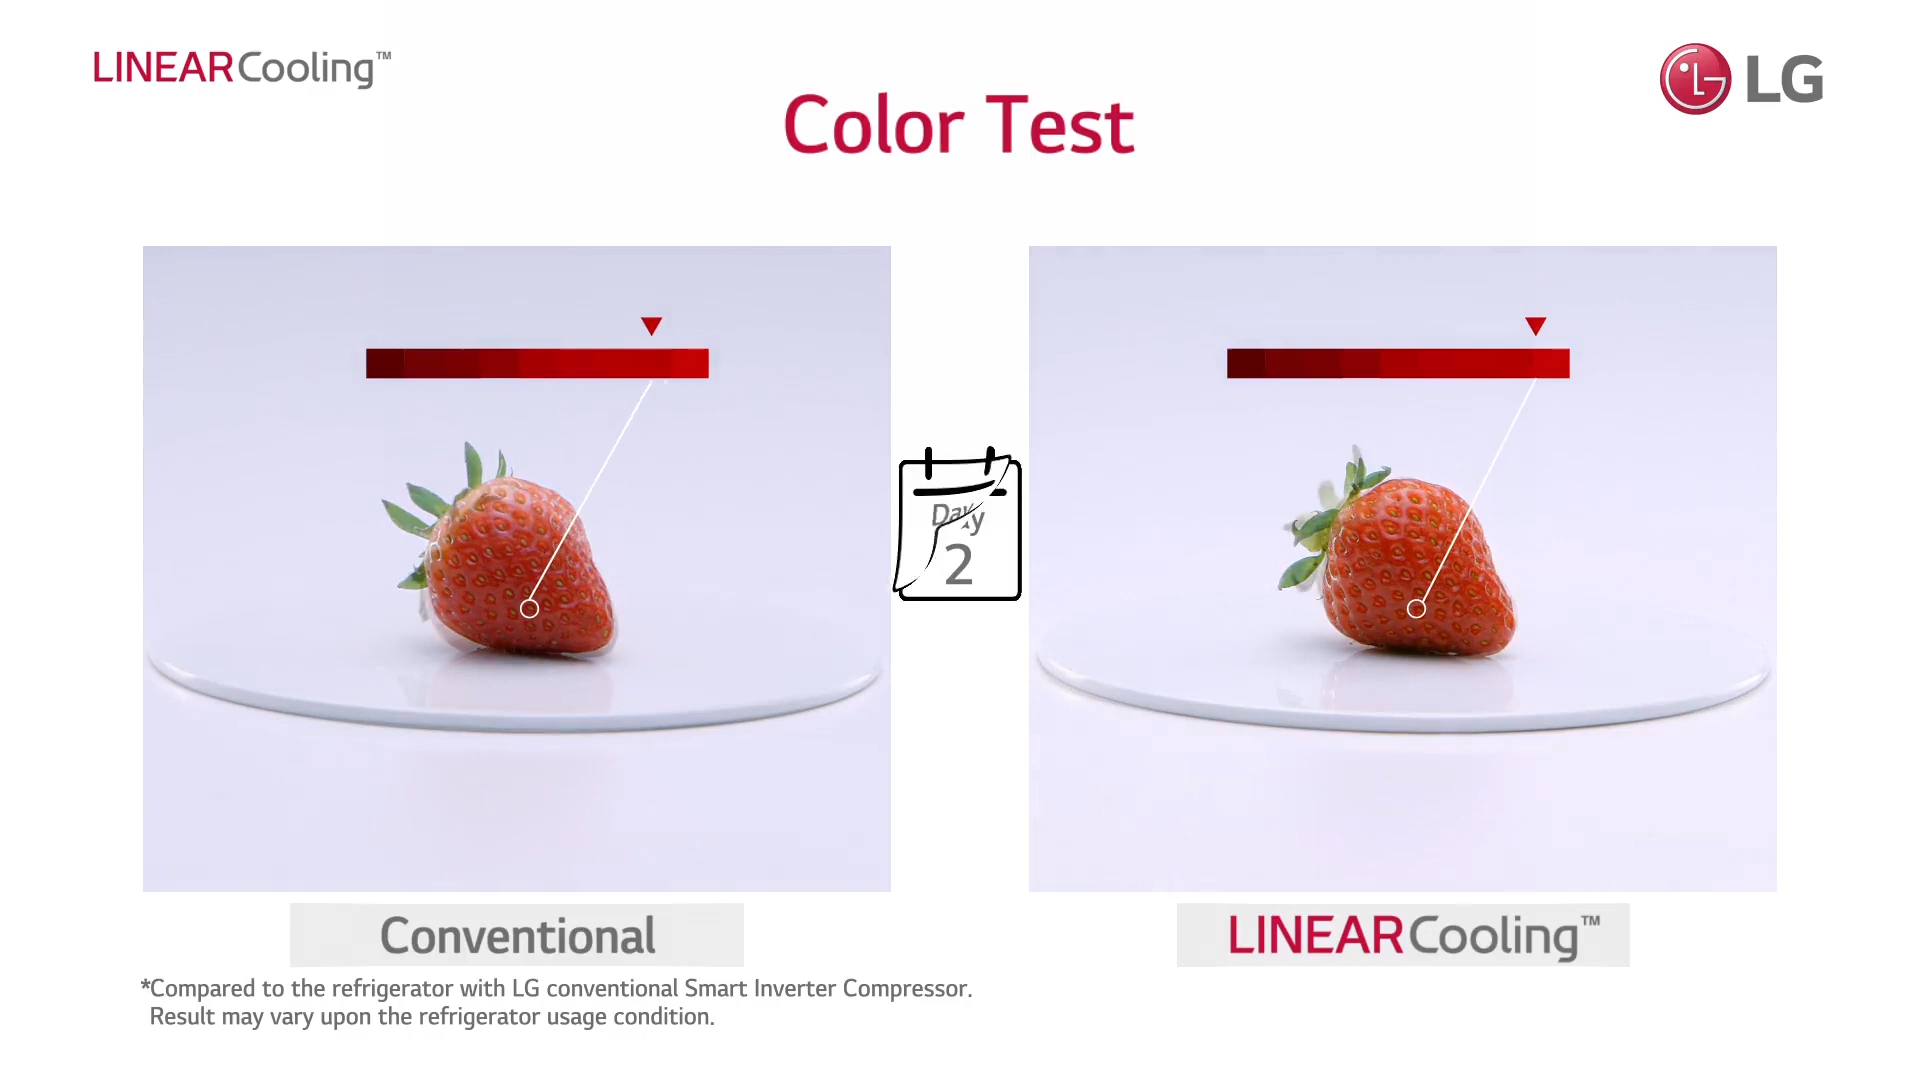 LINEARCooling™
LG
Color Test
Day
2
Conventional
LINEARCooling™
*Compared to the refrigerator with LG conventional Smart Inverter Compressor.
Result may vary upon the refrigerator usage condition.